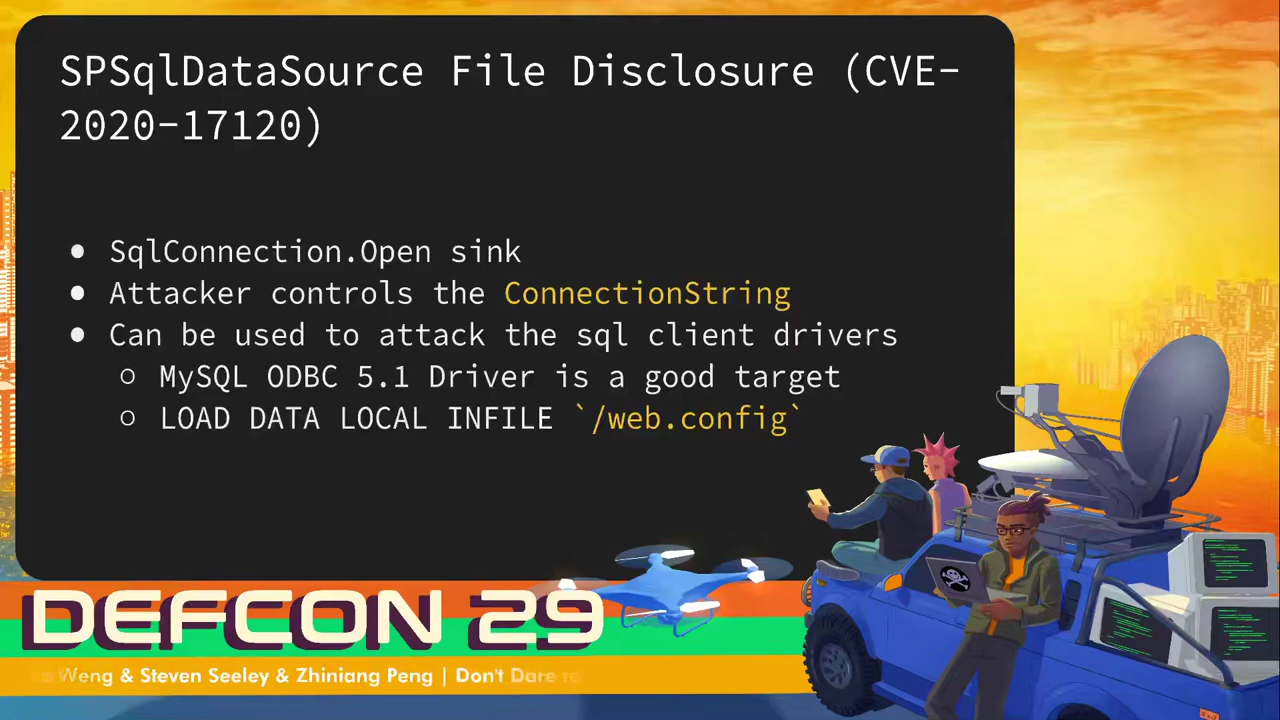 SPSqlDataSource File Disclosure (CVE-
2020-17120)
● SqlConnection.Open sink
● Attacker controls the ConnectionString
● Can be used to attack the sql client drivers
○ MySQL ODBC 5.1 Driver is a good target
○ LOAD DATA LOCAL INFILE `/web.config`
DEFCON 29
Weng & Steven Seeley & Zhiniang Peng | Don't Dare to